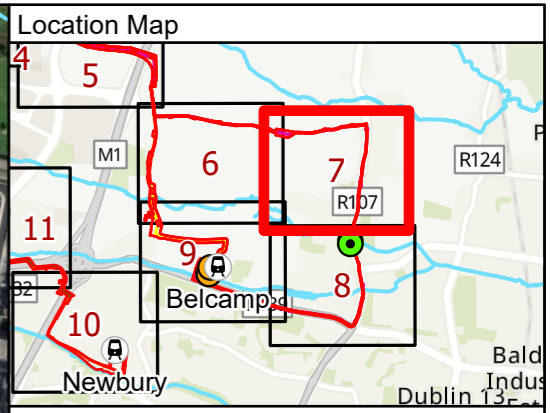 Location Map
4
5
M1
6
7
R124
R107
11
9
8
Belcamp
10
Newbury
Bald
Indus
Dublin 13